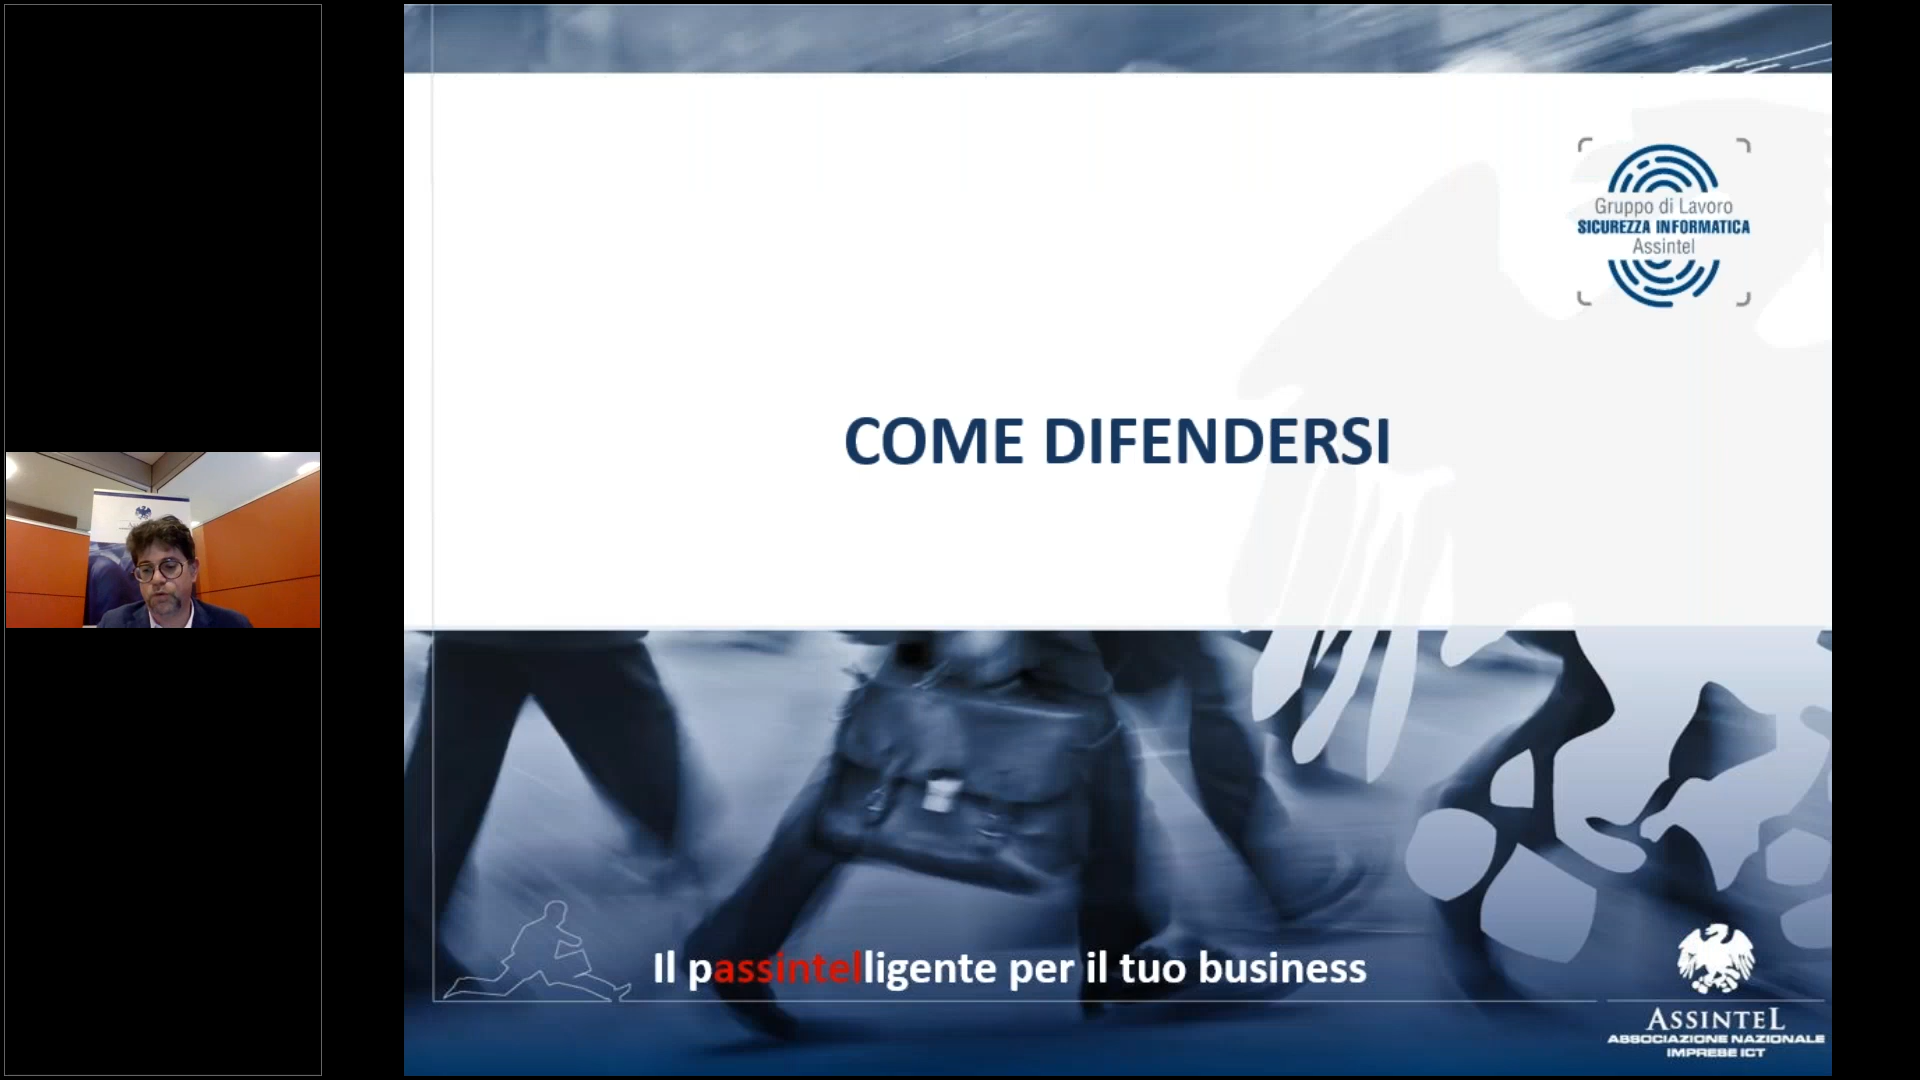 Gruppo di Lavoro
SICUREZZA INFORMATICA
Assintel
COME DIFENDERSI
Il passintelligente per il tuo business
ASSINTEL
ASSOCIAZIONE NAZIONALE
IMPRESE ICT